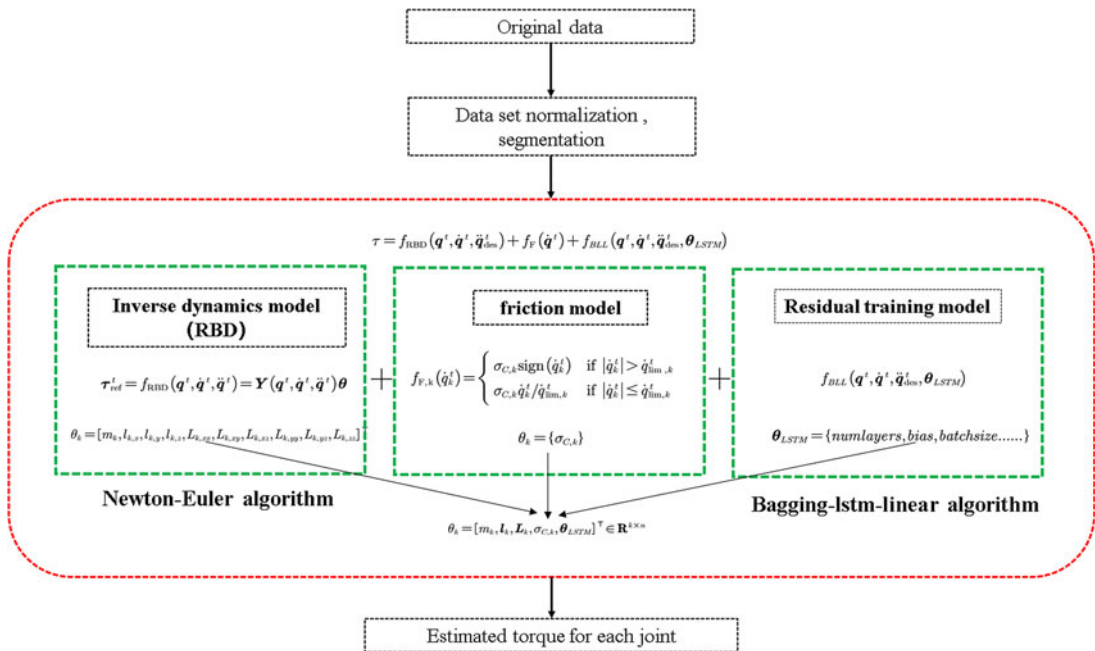 Original data
Data set normalization ,
segmentation
τ = f_RBD(q^t, q̇^t, q̈^t_des) + f_F(q̇^t) + f_BLL(q^t, q̇^t, q̈^t_des, θ_LSTM)
Inverse dynamics model
(RBD)
τ^t_ref = f_RBD(q^t, q̇^t, q̈^t) = Y(q^t, q̇^t, q̈^t)θ
θ_k = [m_k, l_k,x, l_k,y, l_k,z, L_k,xx, L_k,xy, L_k,xz, L_k,yy, L_k,yz, L_k,zz]^⊤
Newton-Euler algorithm
+
friction model
f_F,k(q̇^t_k) = { σ_C,k sign(q̇^t_k) if |q̇^t_k| > q̇^t_lim,k
σ_C,k q̇^t_k / q̇^t_lim,k if |q̇^t_k| ≤ q̇^t_lim,k
θ_k = {σ_C,k}
+
Residual training model
f_BLL(q^t, q̇^t, q̈^t_des, θ_LSTM)
θ_LSTM = {numlayers, bias, batchsize......}
Bagging-lstm-linear algorithm
θ_k = [m_k, l_k, L_k, σ_C,k, θ_LSTM]^⊤ ∈ R^k×n
Estimated torque for each joint